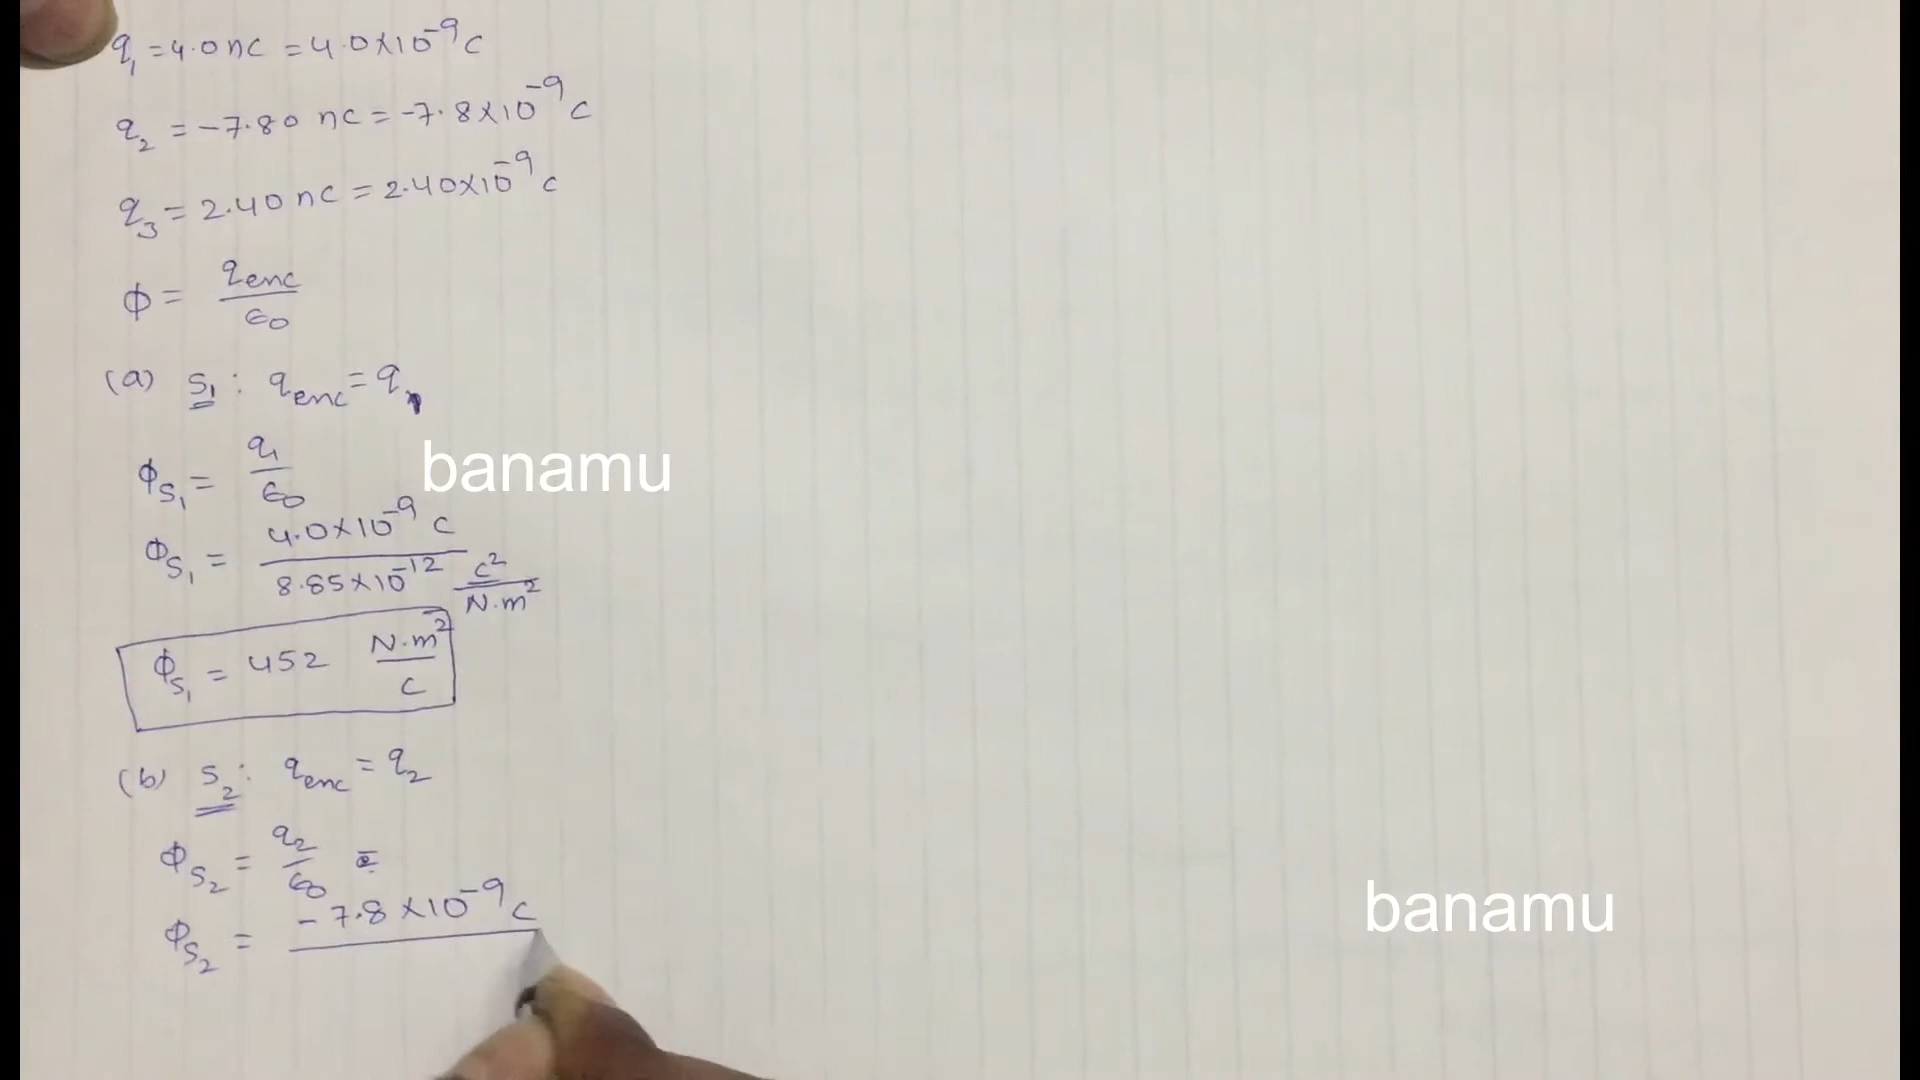 q₁ = 4.0 nC = 4.0×10⁻⁹ C
q₂ = -7.80 nC = -7.8×10⁻⁹ C
q₃ = 2.40 nC = 2.40×10⁻⁹ C
ϕ = qenc / ϵ0
(a) S₁ : qenc = q₁
ϕS₁ = q₁ / ϵ0
banamu
ϕS₁ = 4.0×10⁻⁹ C / 8.85×10⁻¹² C² / N·m²
ϕS₁ = 452 N·m² / C
(b) S₂ : qenc = q₂
ϕS₂ = q₂ / ϵ0 =
ϕS₂ = -7.8×10⁻⁹ C
banamu